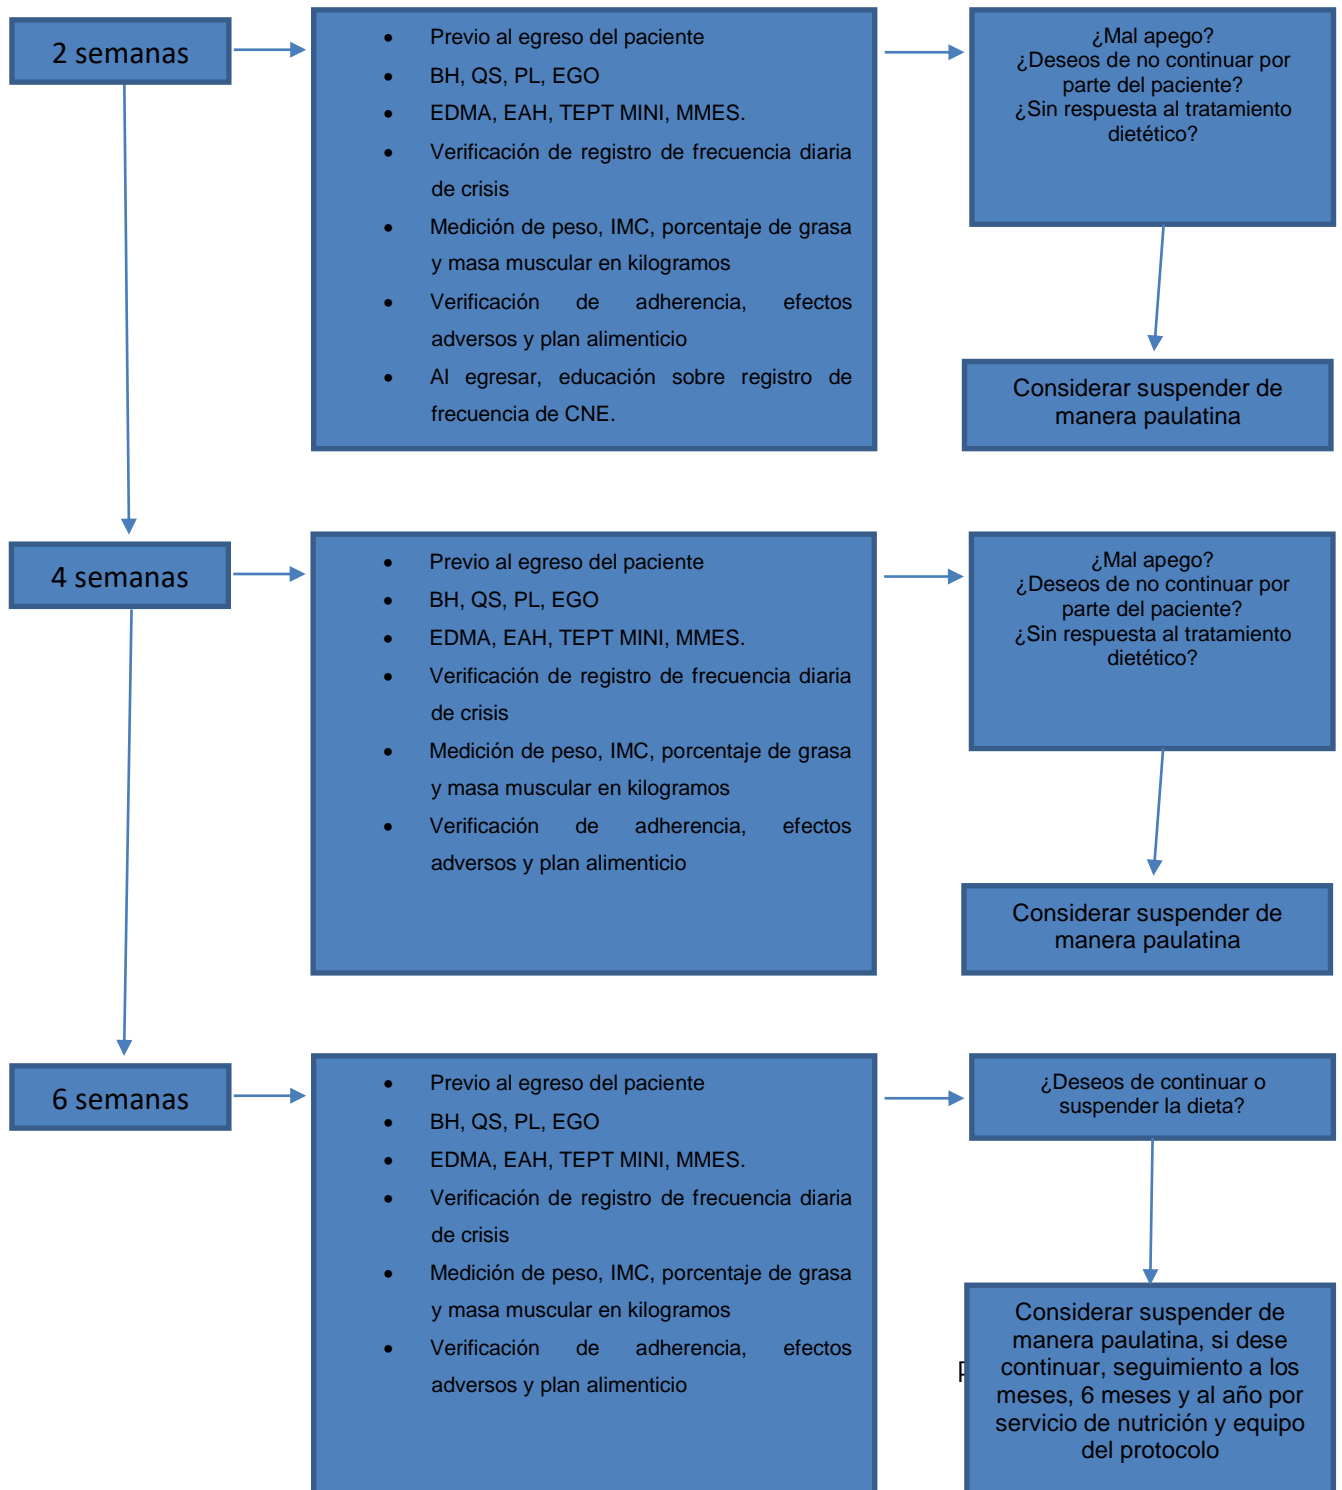 2 semanas
• Previo al egreso del paciente
• BH, QS, PL, EGO
• EDMA, EAH, TEPT MINI, MMES.
• Verificación de registro de frecuencia diaria
de crisis
• Medición de peso, IMC, porcentaje de grasa
y masa muscular en kilogramos
• Verificación de adherencia, efectos
adversos y plan alimenticio
• Al egresar, educación sobre registro de
frecuencia de CNE.
¿Mal apego?
¿Deseos de no continuar por
parte del paciente?
¿Sin respuesta al tratamiento
dietético?
Considerar suspender de
manera paulatina
4 semanas
• Previo al egreso del paciente
• BH, QS, PL, EGO
• EDMA, EAH, TEPT MINI, MMES.
• Verificación de registro de frecuencia diaria
de crisis
• Medición de peso, IMC, porcentaje de grasa
y masa muscular en kilogramos
• Verificación de adherencia, efectos
adversos y plan alimenticio
¿Mal apego?
¿Deseos de no continuar por
parte del paciente?
¿Sin respuesta al tratamiento
dietético?
Considerar suspender de
manera paulatina
6 semanas
• Previo al egreso del paciente
• BH, QS, PL, EGO
• EDMA, EAH, TEPT MINI, MMES.
• Verificación de registro de frecuencia diaria
de crisis
• Medición de peso, IMC, porcentaje de grasa
y masa muscular en kilogramos
• Verificación de adherencia, efectos
adversos y plan alimenticio
¿Deseos de continuar o
suspender la dieta?
Considerar suspender de
manera paulatina, si dese
continuar, seguimiento a los
meses, 6 meses y al año por
servicio de nutrición y equipo
del protocolo